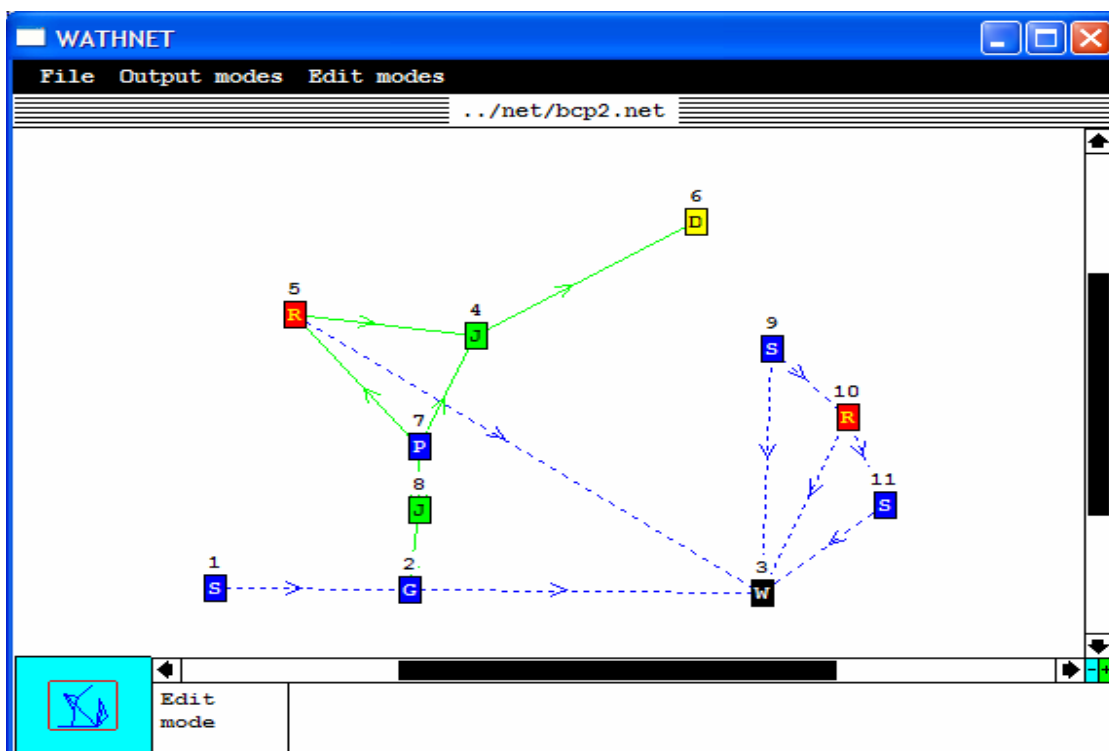 WATHNET
File Output modes Edit modes
../net/bcp2.net
6
D
5
R
4
J
9
S
10
R
7
P
11
S
8
J
1
S
2
G
3
W
- +
Edit
mode